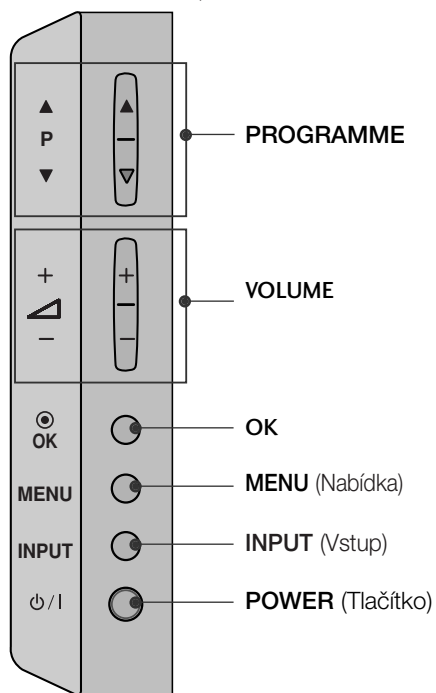 ▲
P
▼
PROGRAMME
+
−
VOLUME
OK
OK
MENU
MENU (Nabídka)
INPUT
INPUT (Vstup)
⏻/I
POWER (Tlačítko)